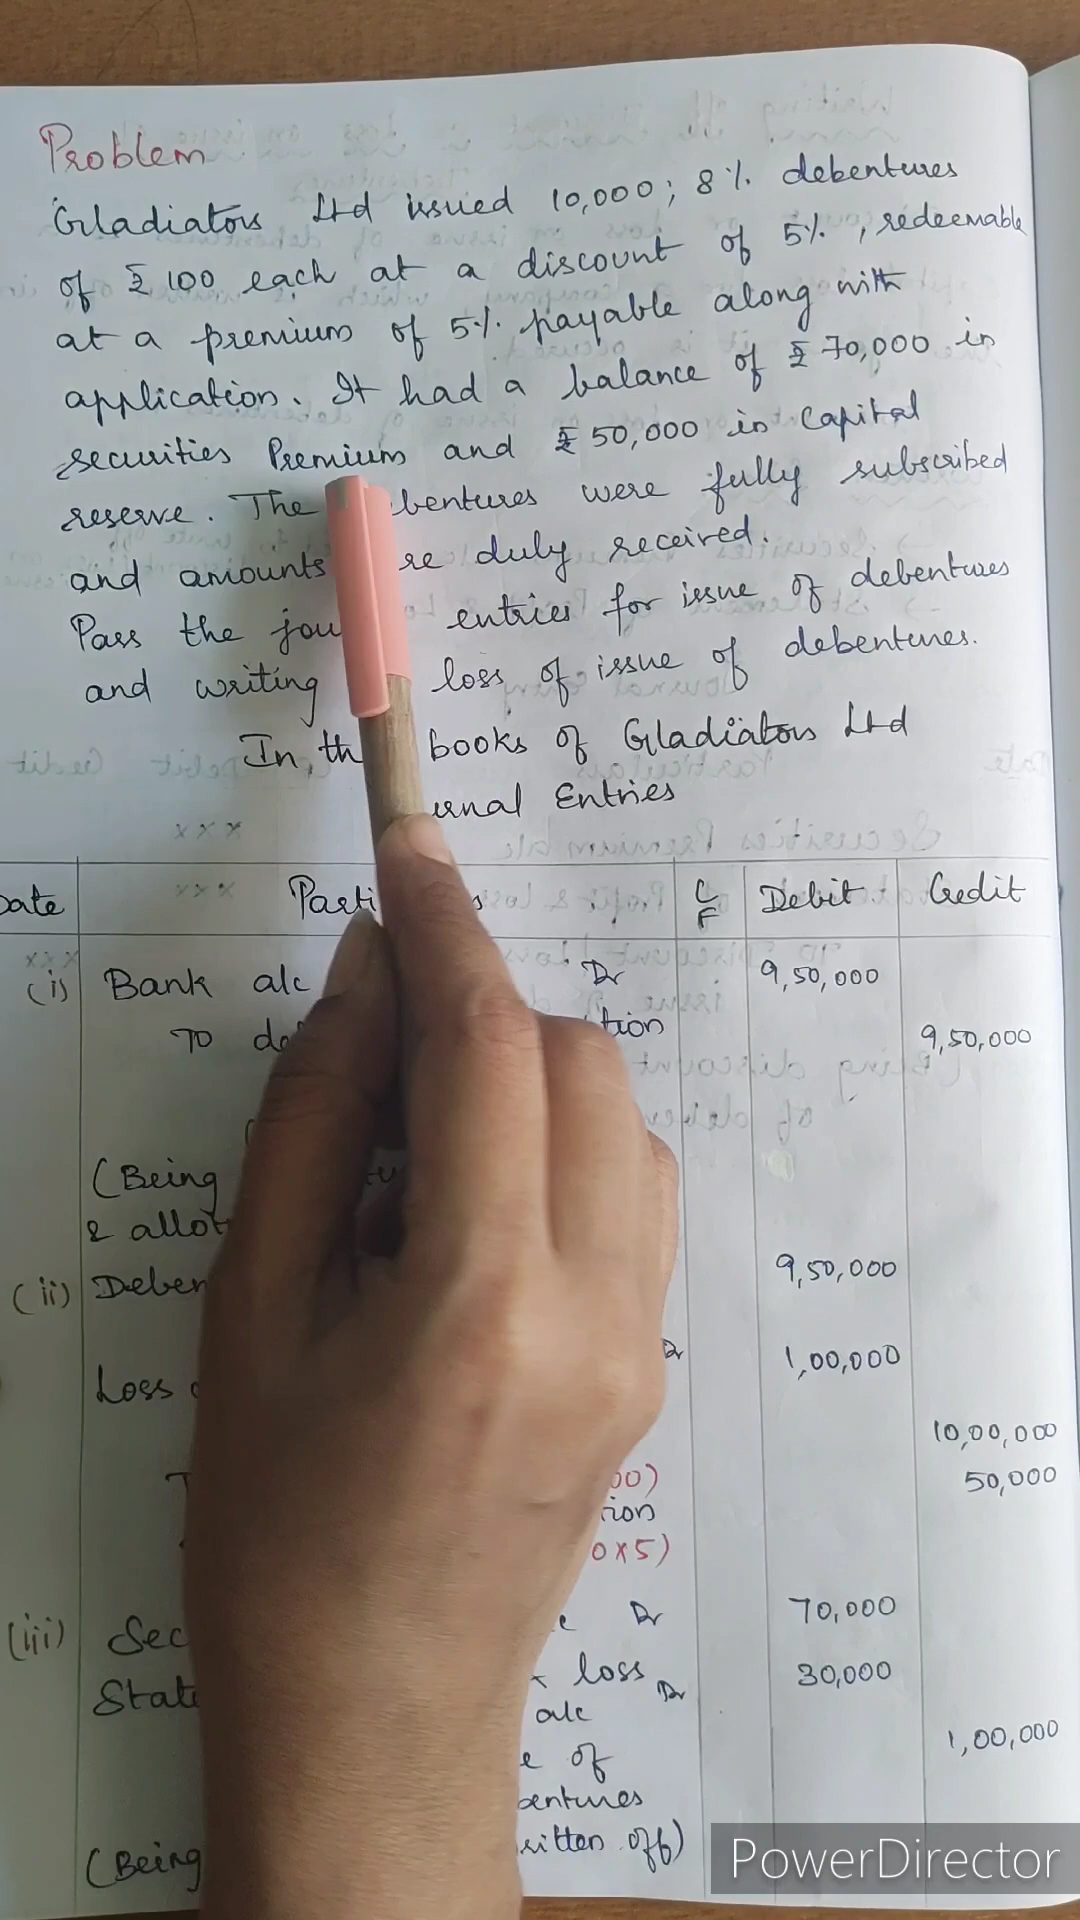 Problem
Gladiators Ltd issued 10,000; 8% debentures
of ₹ 100 each at a discount of 5%, redeemable
at a premium of 5% payable along with
application. It had a balance of ₹ 70,000 in
securities Premium and ₹ 50,000 in Capital
reserve. The bentures were fully subscribed
and amounts re duly received.
Pass the jou entries for issue of debentures
and writing loss of issue of debentures.
In th books of Gladiators Ltd
urnal Entries
Date Parti s LF Debit Credit
(i) Bank a/c Dr 9,50,000
To de tion 9,50,000
(Being
& allot
(ii) Deben 9,50,000
Loss Dr 1,00,000
10,00,000
T 00) 50,000
tion
0x5)
(iii) Sec Dr 70,000
State loss Dr 30,000
a/c
e of 1,00,000
bentures
(Being ritten off)
PowerDirector